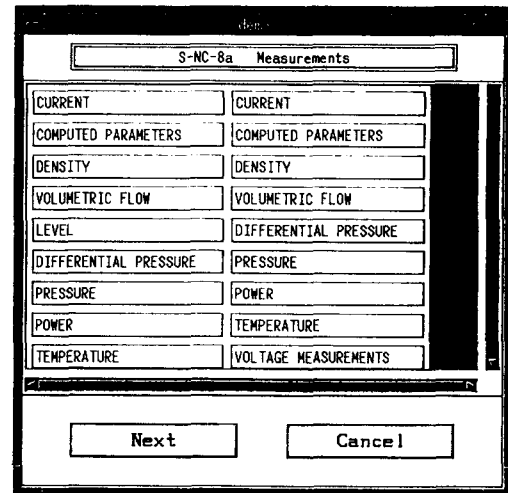 demo
S-NC-8a Measurements
CURRENT CURRENT
COMPUTED PARAMETERS COMPUTED PARAMETERS
DENSITY DENSITY
VOLUMETRIC FLOW VOLUMETRIC FLOW
LEVEL DIFFERENTIAL PRESSURE
DIFFERENTIAL PRESSURE PRESSURE
PRESSURE POWER
POWER TEMPERATURE
TEMPERATURE VOLTAGE MEASUREMENTS
Next Cancel